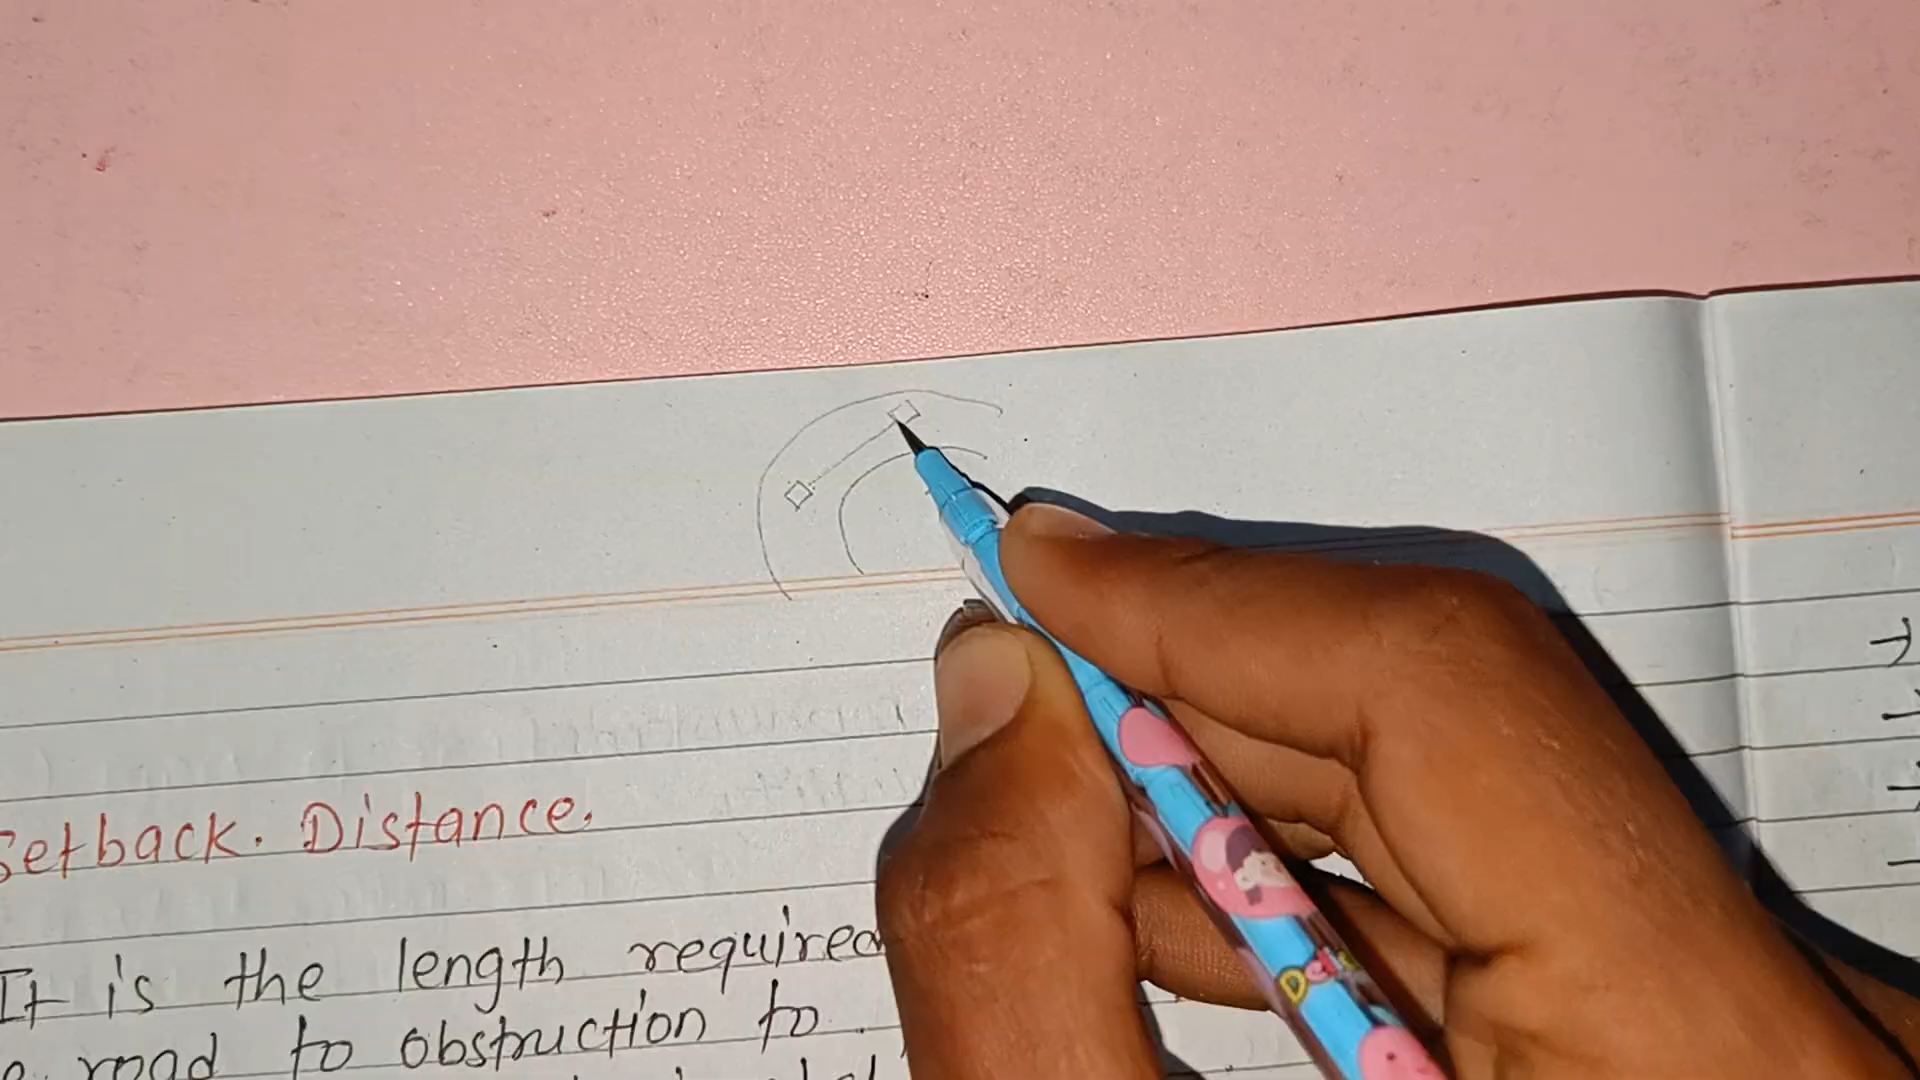 Setback. Distance.
It is the length required
road to obstruction to